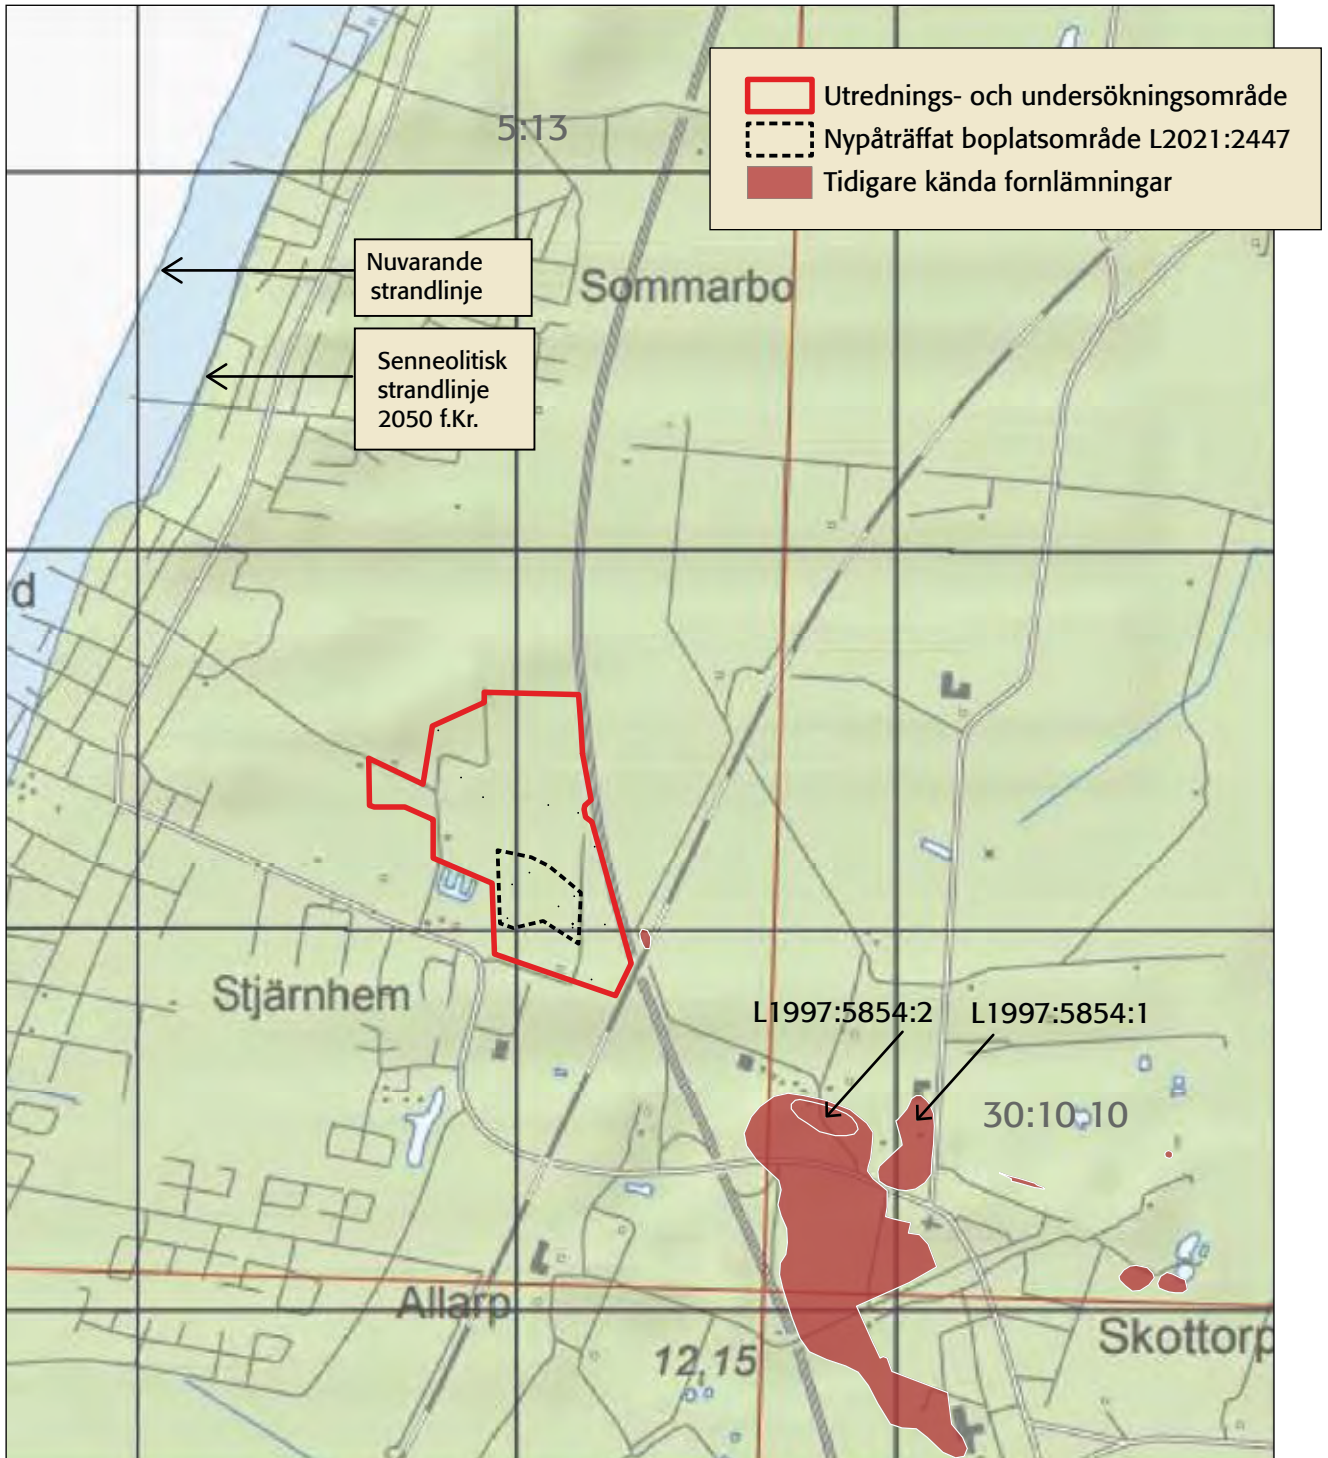 Utrednings- och undersökningsområde
Nypåträffat boplatsområde L2021:2447
Tidigare kända fornlämningar
5:13
Nuvarande
strandlinje
Sommarbo
Senneolitisk
strandlinje
2050 f.Kr.
d
Stjärnhem
L1997:5854:2
L1997:5854:1
30:10 10
Allarp
12,15
Skottorp